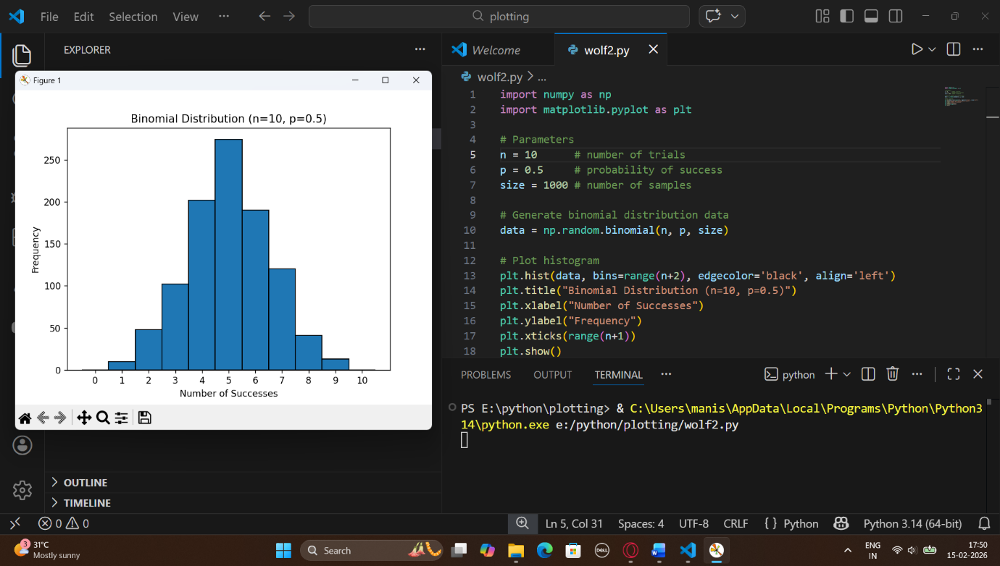 File Edit Selection View ··· plotting
EXPLORER ···
Welcome
wolf2.py
wolf2.py > ...
Figure 1
Binomial Distribution (n=10, p=0.5)
Frequency
250
200
150
100
50
0
0 1 2 3 4 5 6 7 8 9 10
Number of Successes
1 import numpy as np
2 import matplotlib.pyplot as plt
3
4 # Parameters
5 n = 10      # number of trials
6 p = 0.5     # probability of success
7 size = 1000 # number of samples
8
9 # Generate binomial distribution data
10 data = np.random.binomial(n, p, size)
11
12 # Plot histogram
13 plt.hist(data, bins=range(n+2), edgecolor='black', align='left')
14 plt.title("Binomial Distribution (n=10, p=0.5)")
15 plt.xlabel("Number of Successes")
16 plt.ylabel("Frequency")
17 plt.xticks(range(n+1))
18 plt.show()
PROBLEMS OUTPUT TERMINAL ··· python
PS E:\python\plotting> & C:\Users\manis\AppData\Local\Programs\Python\Python3
14\python.exe e:/python/plotting/wolf2.py
OUTLINE
TIMELINE
0 0 Ln 5, Col 31 Spaces: 4 UTF-8 CRLF { } Python Python 3.14 (64-bit)
3
31°C
Mostly sunny
Search
DELL
ENG
IN
17:50
15-02-2026